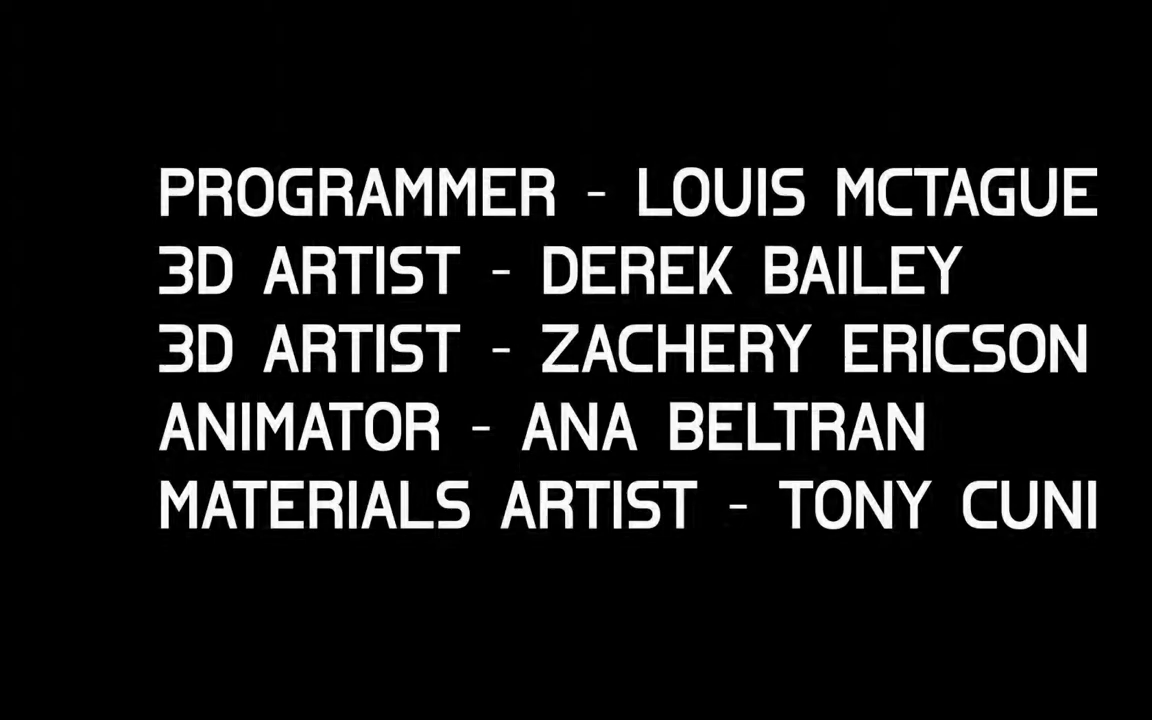 PROGRAMMER - LOUIS MCTAGUE
3D ARTIST - DEREK BAILEY
3D ARTIST - ZACHERY ERICSON
ANIMATOR - ANA BELTRAN
MATERIALS ARTIST - TONY CUNI